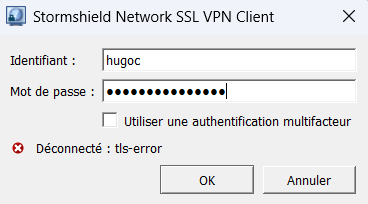 Stormshield Network SSL VPN Client
Identifiant : hugoc
Mot de passe : ●●●●●●●●●●●●●●●
Utiliser une authentification multifacteur
Déconnecté : tls-error
OK Annuler